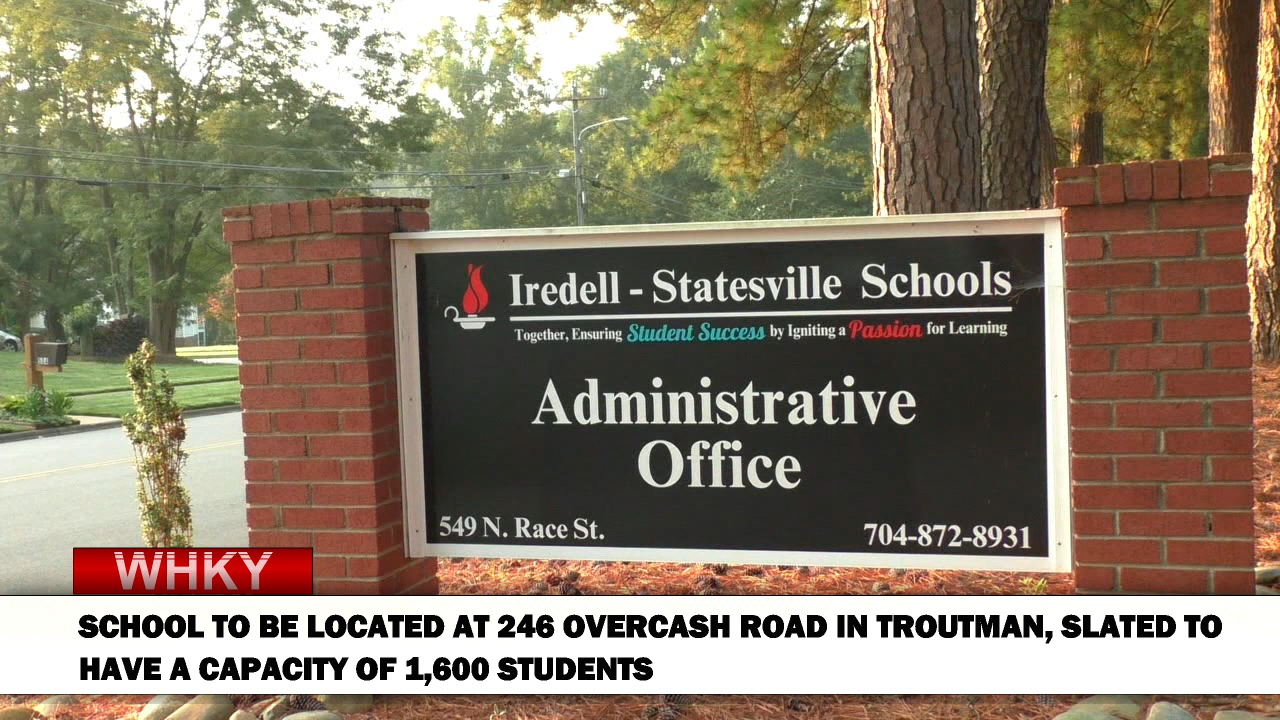 Iredell - Statesville Schools
Together, Ensuring Student Success by Igniting a Passion for Learning
Administrative
Office
549 N. Race St.
704-872-8931
WHKY
SCHOOL TO BE LOCATED AT 246 OVERCASH ROAD IN TROUTMAN, SLATED TO
HAVE A CAPACITY OF 1,600 STUDENTS